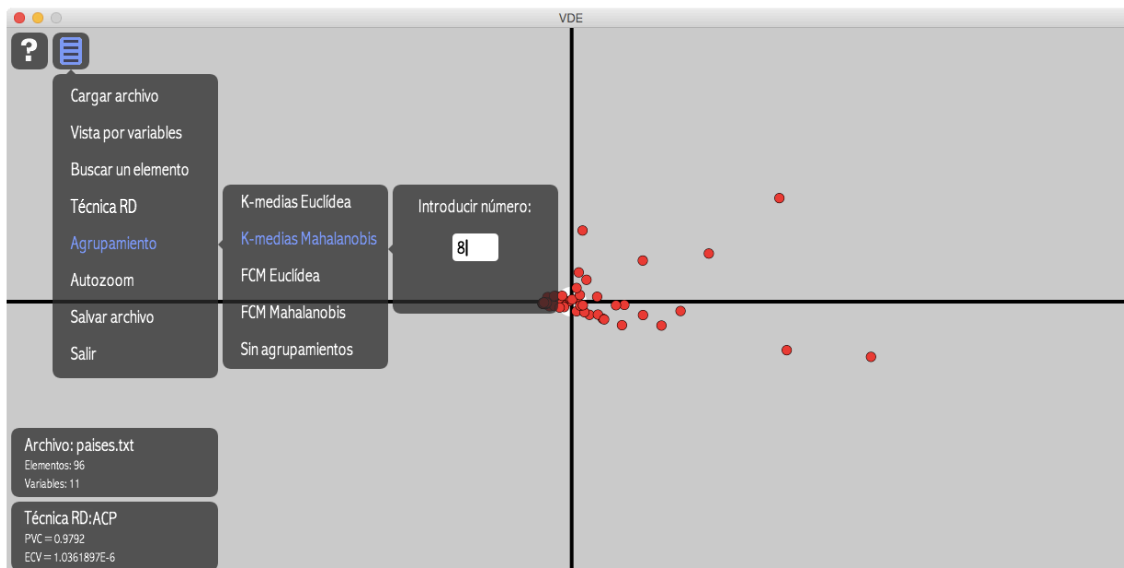 VDE
?
Cargar archivo
Vista por variables
Buscar un elemento
Técnica RD
Agrupamiento
Autozoom
Salvar archivo
Salir
K-medias Euclídea
K-medias Mahalanobis
FCM Euclídea
FCM Mahalanobis
Sin agrupamientos
Introducir número:
8
Archivo: paises.txt
Elementos: 96
Variables: 11
Técnica RD:ACP
PVC = 0.9792
ECV = 1.0361897E-6